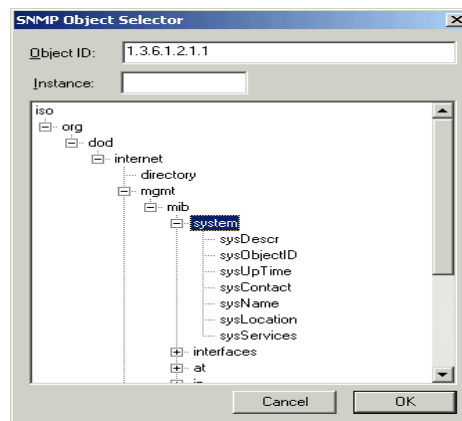 SNMP Object Selector
Object ID: 1.3.6.1.2.1.1
Instance:
iso
org
dod
internet
directory
mgmt
mib
system
sysDescr
sysObjectID
sysUpTime
sysContact
sysName
sysLocation
sysServices
interfaces
at
Cancel OK